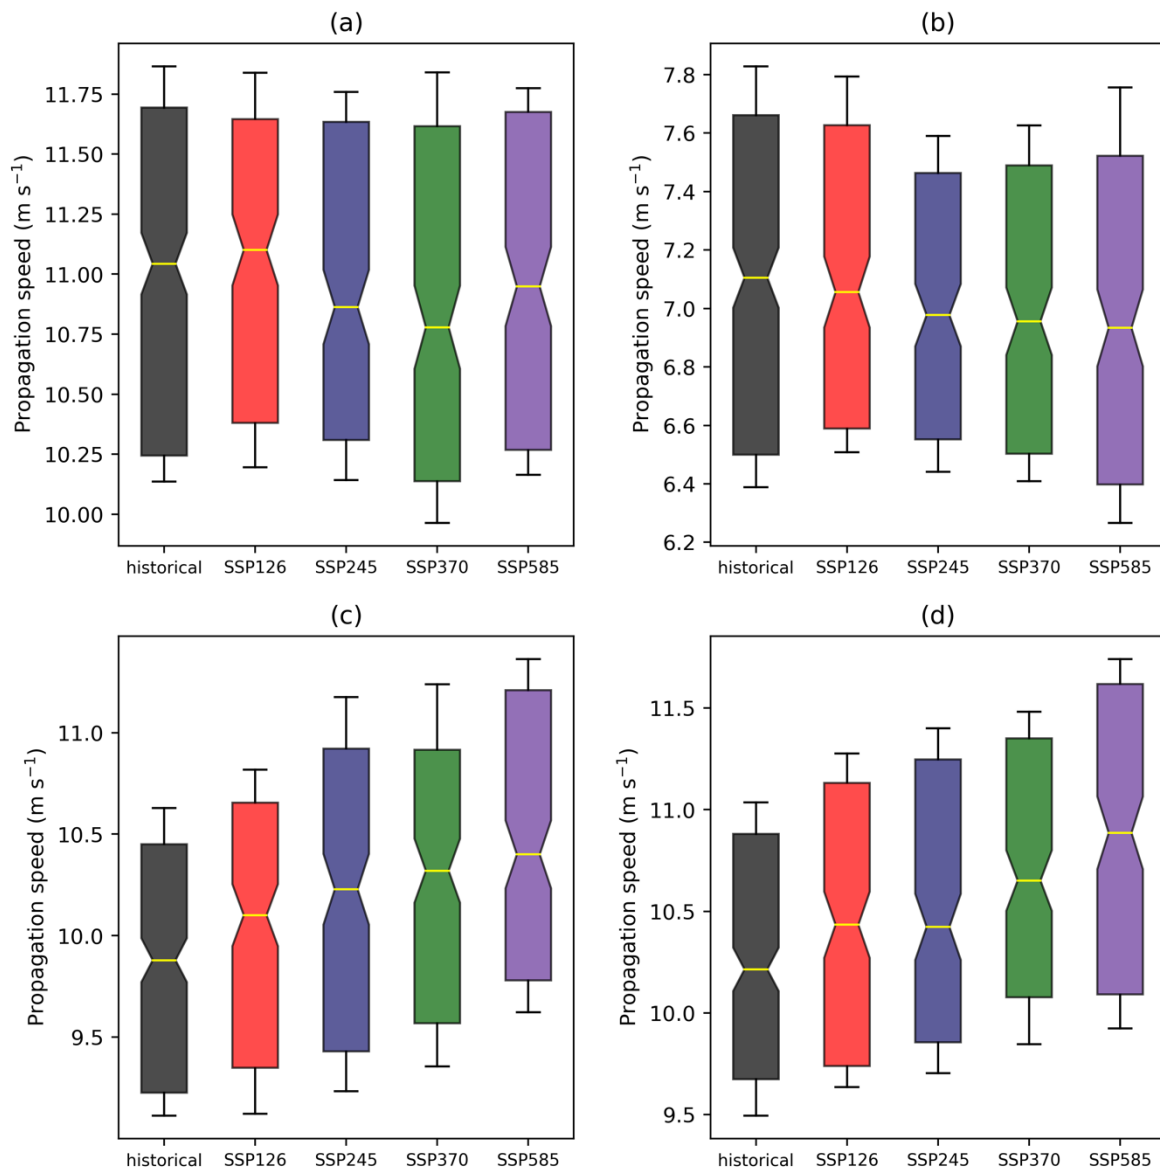 (a)
Propagation speed (m s⁻¹)
11.75
11.50
11.25
11.00
10.75
10.50
10.25
10.00
historical SSP126 SSP245 SSP370 SSP585
(b)
Propagation speed (m s⁻¹)
7.8
7.6
7.4
7.2
7.0
6.8
6.6
6.4
6.2
historical SSP126 SSP245 SSP370 SSP585
(c)
Propagation speed (m s⁻¹)
11.0
10.5
10.0
9.5
historical SSP126 SSP245 SSP370 SSP585
(d)
Propagation speed (m s⁻¹)
11.5
11.0
10.5
10.0
9.5
historical SSP126 SSP245 SSP370 SSP585